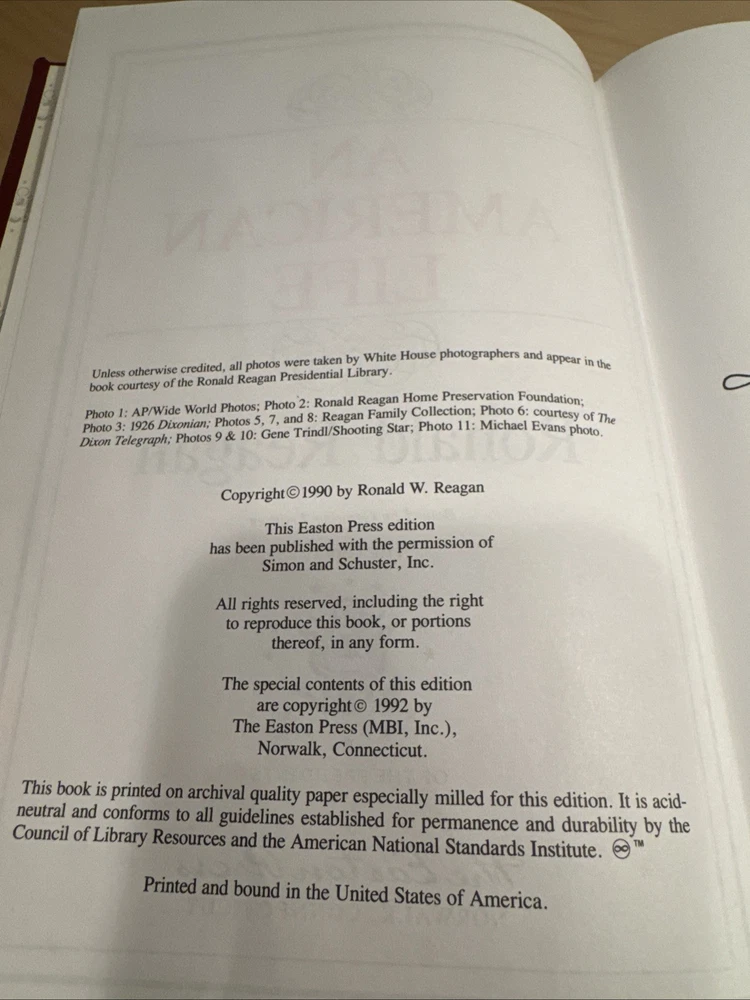 Unless otherwise credited, all photos were taken by White House photographers and appear in the
book courtesy of the Ronald Reagan Presidential Library.
Photo 1: AP/Wide World Photos; Photo 2: Ronald Reagan Home Preservation Foundation;
Photo 3: 1926 Dixonian; Photos 5, 7, and 8: Reagan Family Collection; Photo 6: courtesy of The
Dixon Telegraph; Photos 9 & 10: Gene Trindl/Shooting Star; Photo 11: Michael Evans photo.
Copyright © 1990 by Ronald W. Reagan
This Easton Press edition
has been published with the permission of
Simon and Schuster, Inc.
All rights reserved, including the right
to reproduce this book, or portions
thereof, in any form.
The special contents of this edition
are copyright © 1992 by
The Easton Press (MBI, Inc.),
Norwalk, Connecticut.
This book is printed on archival quality paper especially milled for this edition. It is acid-
neutral and conforms to all guidelines established for permanence and durability by the
Council of Library Resources and the American National Standards Institute. ♾™
Printed and bound in the United States of America.
AN
AMERICAN
LIFE
Ronald Reagan